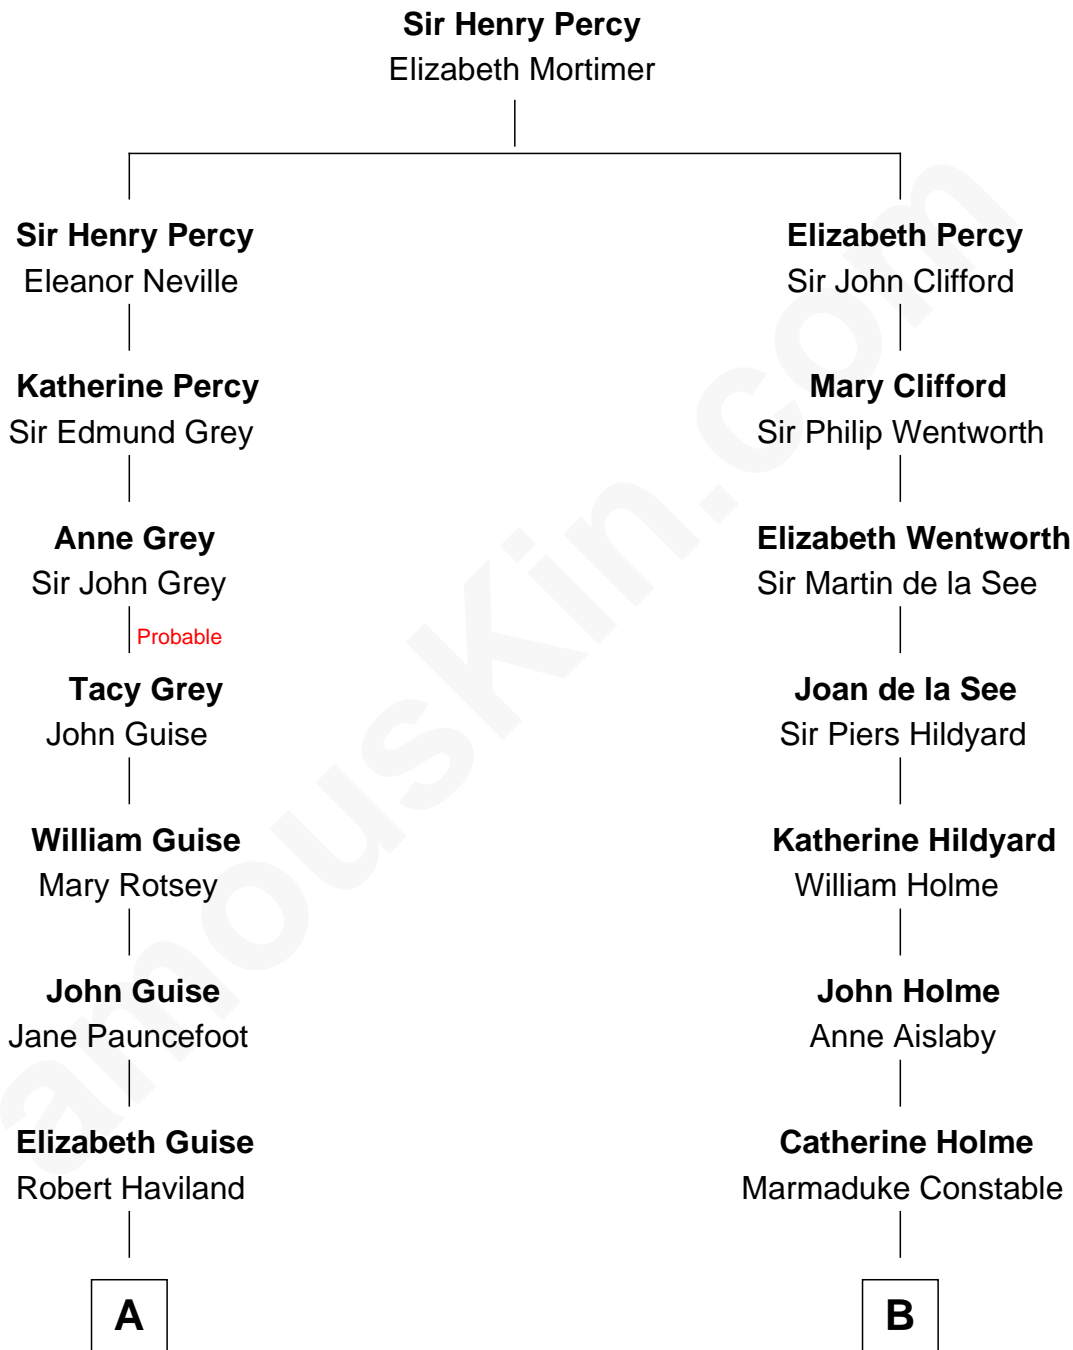 Sir Henry Percy
Elizabeth Mortimer
Sir Henry Percy
Eleanor Neville
Elizabeth Percy
Sir John Clifford
Katherine Percy
Sir Edmund Grey
Mary Clifford
Sir Philip Wentworth
Anne Grey
Sir John Grey
Elizabeth Wentworth
Sir Martin de la See
Probable
Tacy Grey
John Guise
Joan de la See
Sir Piers Hildyard
William Guise
Mary Rotsey
Katherine Hildyard
William Holme
John Guise
Jane Pauncefoot
John Holme
Anne Aislaby
Elizabeth Guise
Robert Haviland
Catherine Holme
Marmaduke Constable
A
B
amousKin.com